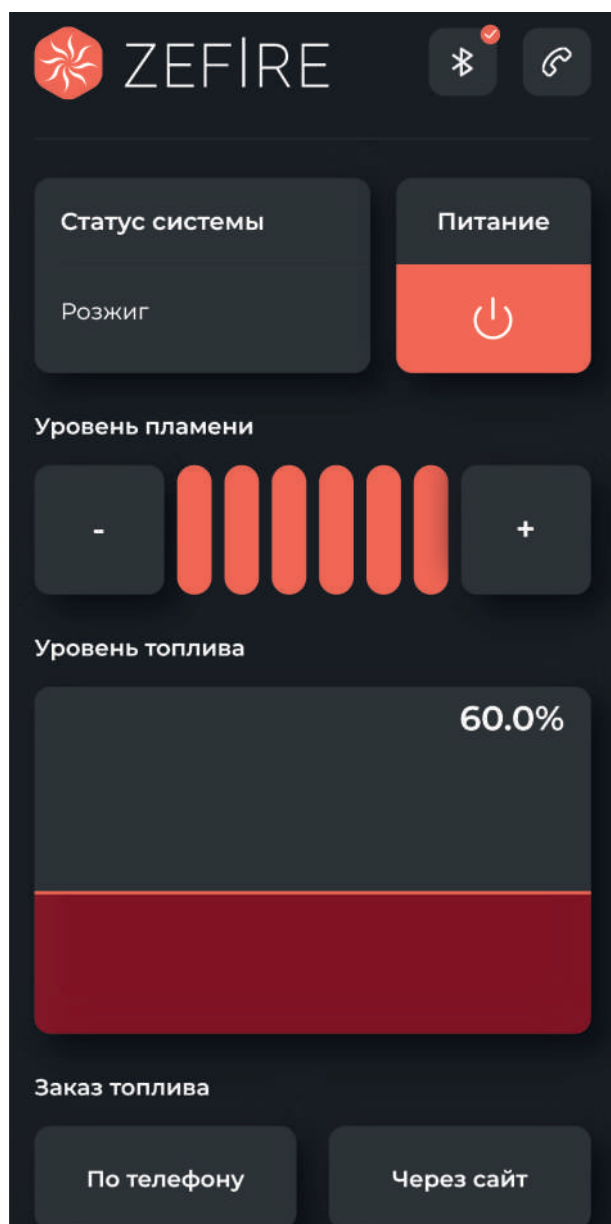 ZEFIRE
Статус системы
Питание
Розжиг
Уровень пламени
-
+
Уровень топлива
60.0%
Заказ топлива
По телефону
Через сайт